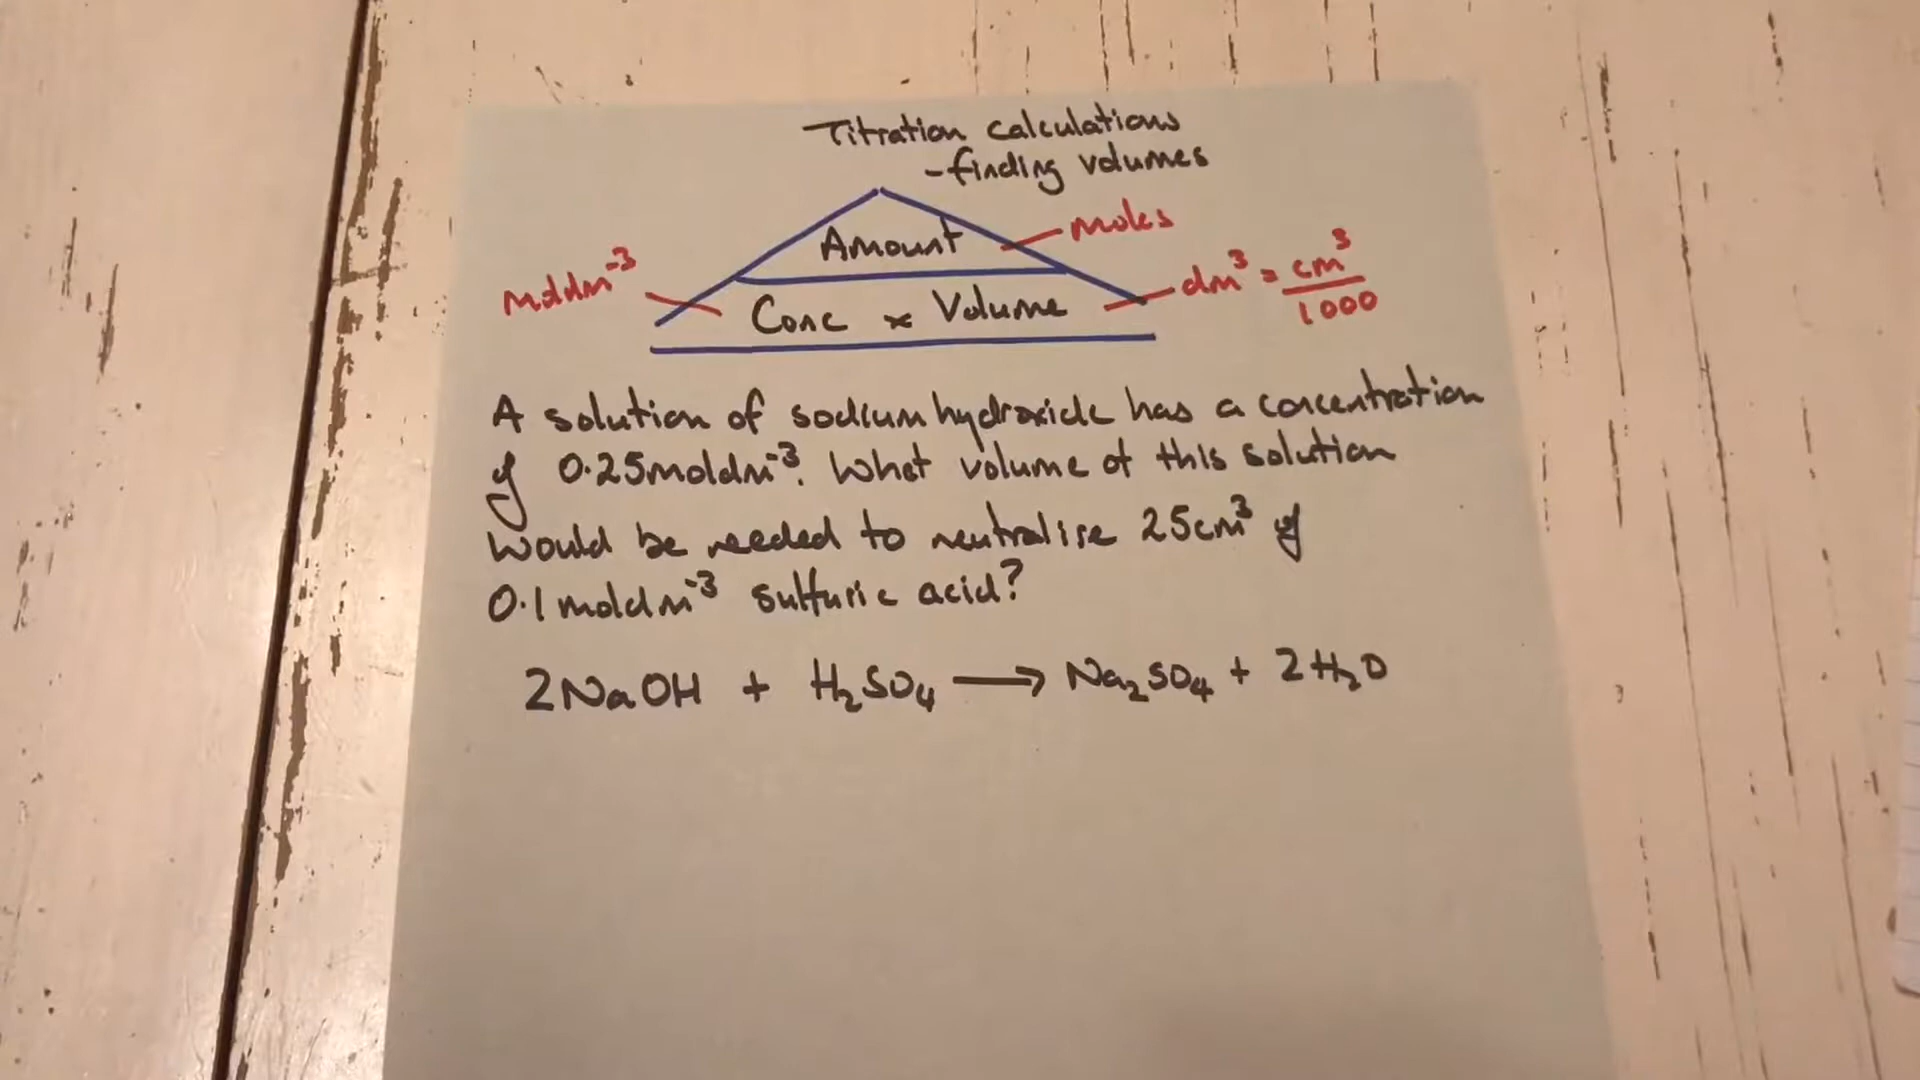 Titration calculations
- finding volumes
Amount
moles
moldm⁻³
Conc × Volume
dm³ = cm³
1000
A solution of sodium hydroxide has a concentration
of 0.25moldm⁻³. What volume of this solution
would be needed to neutralise 25cm³ of
0.1moldm⁻³ sulfuric acid?
2NaOH + H₂SO₄ ⟶ Na₂SO₄ + 2H₂O